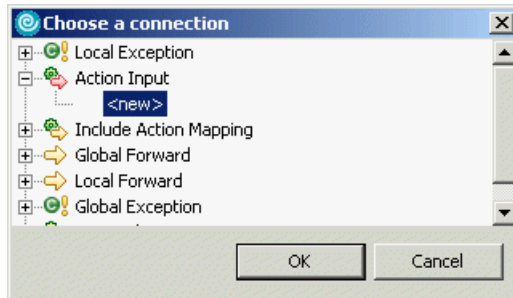 Choose a connection
Local Exception
Action Input
<new>
Include Action Mapping
Global Forward
Local Forward
Global Exception
OK Cancel